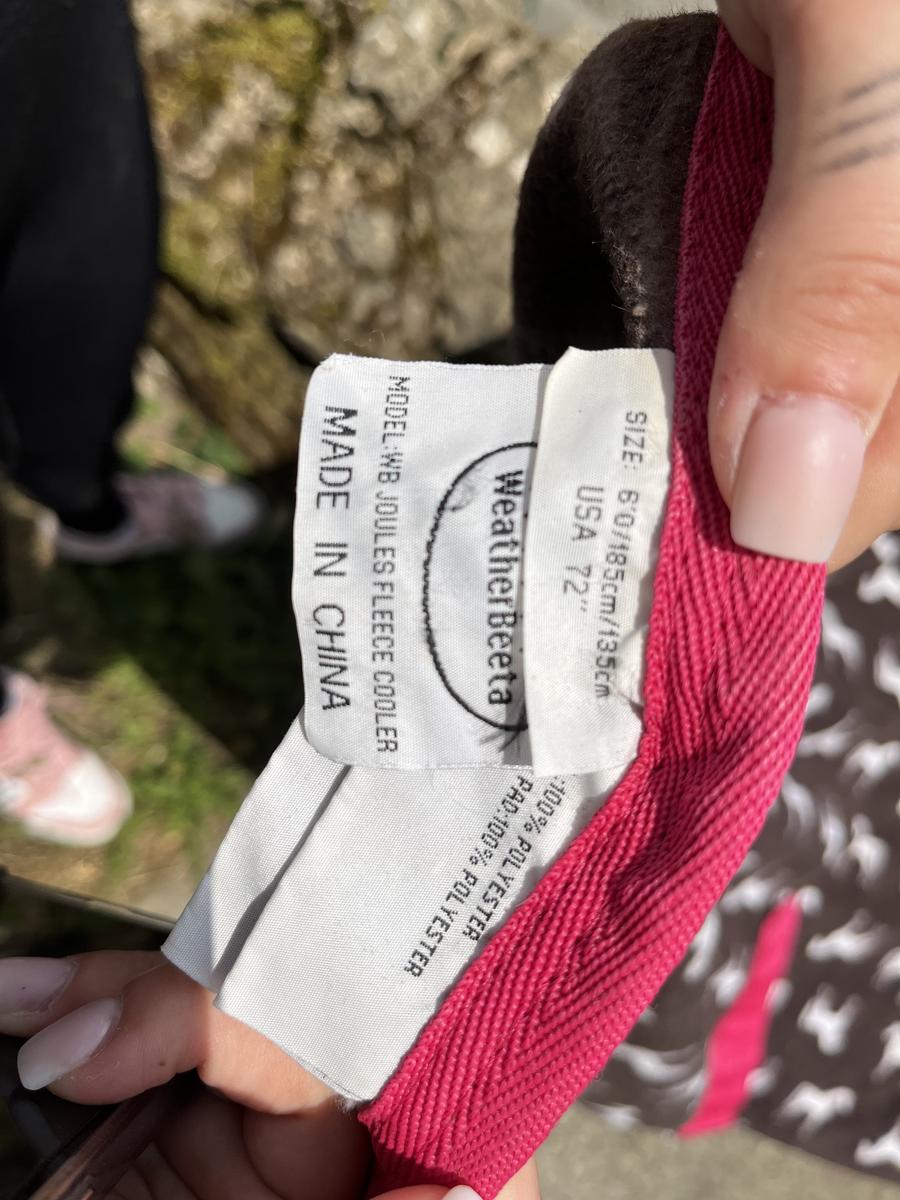 SIZE: 6'0/185cm/135cm
USA 72"
WeatherBeeta
MODEL:WB JOULES FLEECE COOLER
MADE IN CHINA
:100% POLYESTER
PAD:100% POLYESTER